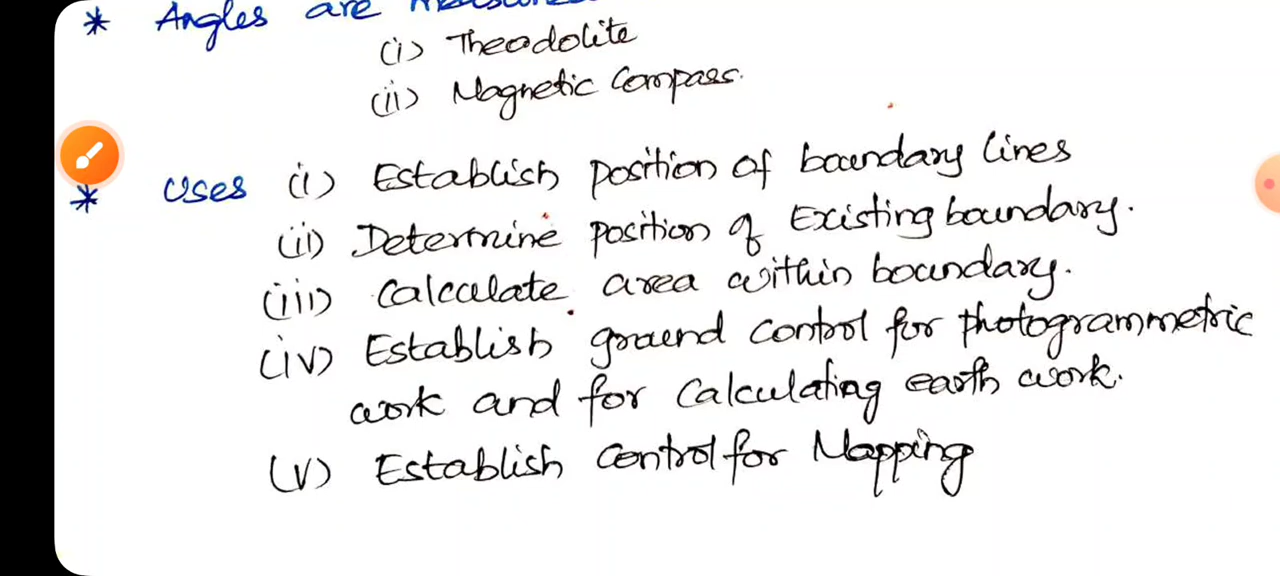 * Angles are measured
(i) Theodolite
(ii) Magnetic Compass.
* Uses (i) Establish position of boundary lines
(ii) Determine position of Existing boundary.
(iii) Calculate area within boundary.
(iv) Establish ground control for photogrammetric
work and for calculating earth work.
(v) Establish control for Mapping